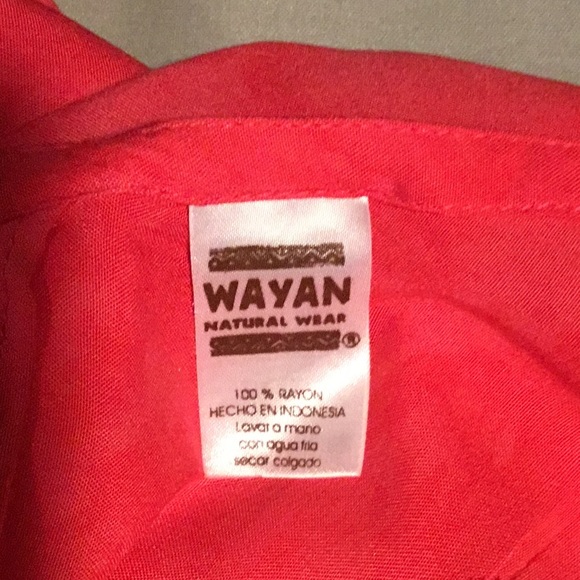 WAYAN
NATURAL WEAR
®
100 % RAYON
HECHO EN INDONESIA
Lavar a mano
con agua fria
secar colgado